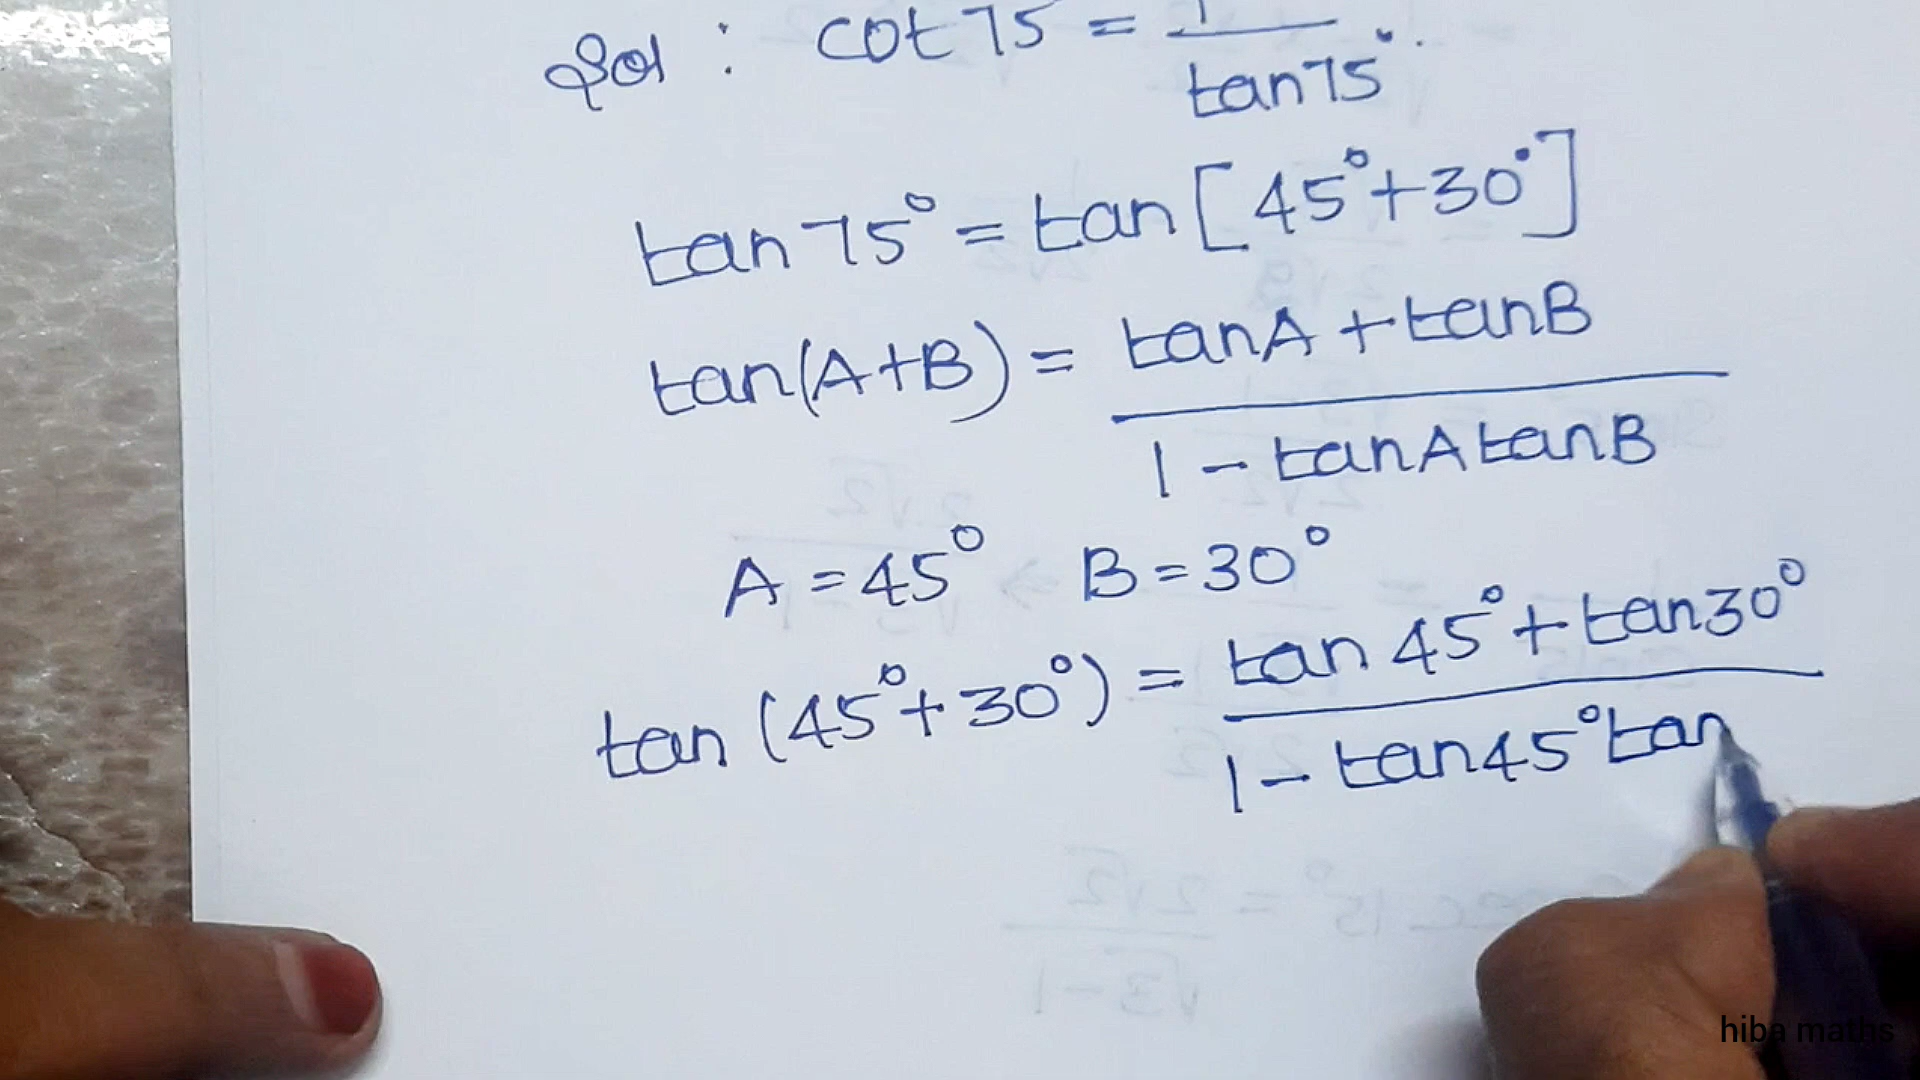 Sol : cot 75 = 1 / tan 75°.
tan 75° = tan [45° + 30°]
tan(A+B) = tanA + tanB / 1 - tanA tanB
A = 45° B = 30°
tan (45° + 30°) = tan 45° + tan 30° / 1 - tan 45° tan
hiba maths